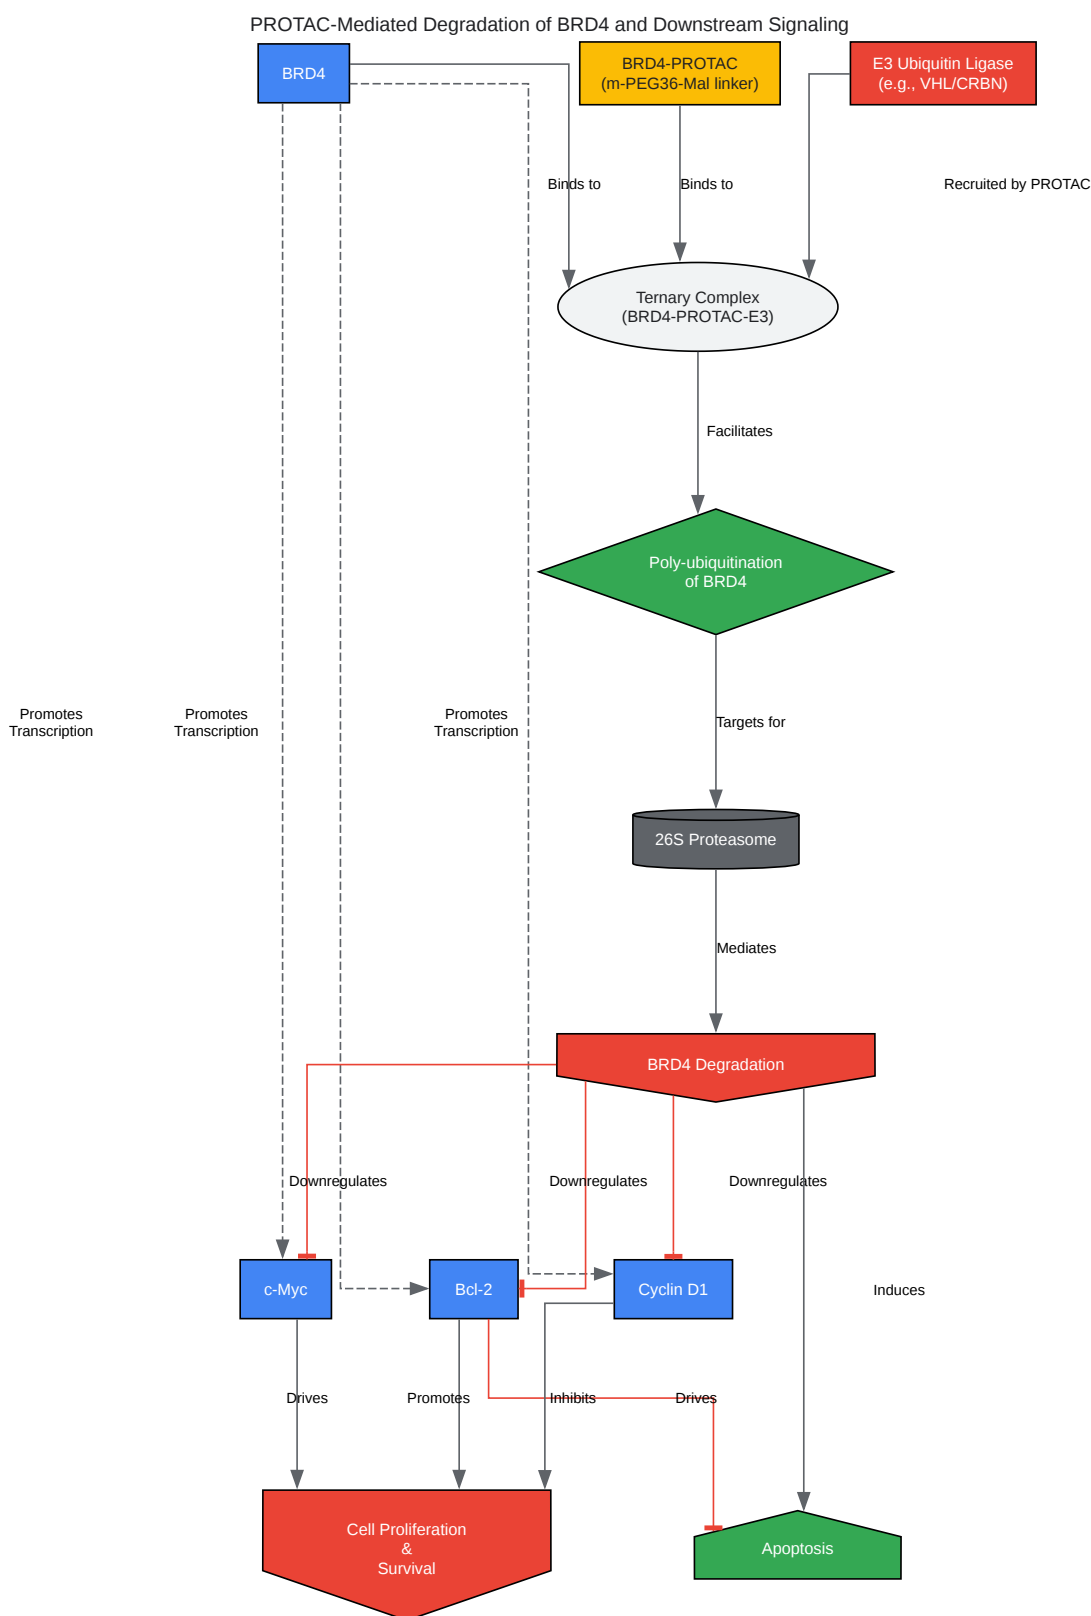 PROTAC-Mediated Degradation of BRD4 and Downstream Signaling
BRD4
BRD4-PROTAC
(m-PEG36-Mal linker)
E3 Ubiquitin Ligase
(e.g., VHL/CRBN)
Binds to
Binds to
Recruited by PROTAC
Ternary Complex
(BRD4-PROTAC-E3)
Facilitates
Poly-ubiquitination
of BRD4
Promotes
Transcription
Promotes
Transcription
Promotes
Transcription
Targets for
26S Proteasome
Mediates
BRD4 Degradation
Downregulates
Downregulates
Downregulates
c-Myc
Bcl-2
Cyclin D1
Induces
Drives
Promotes
Inhibits
Drives
Cell Proliferation
&
Survival
Apoptosis